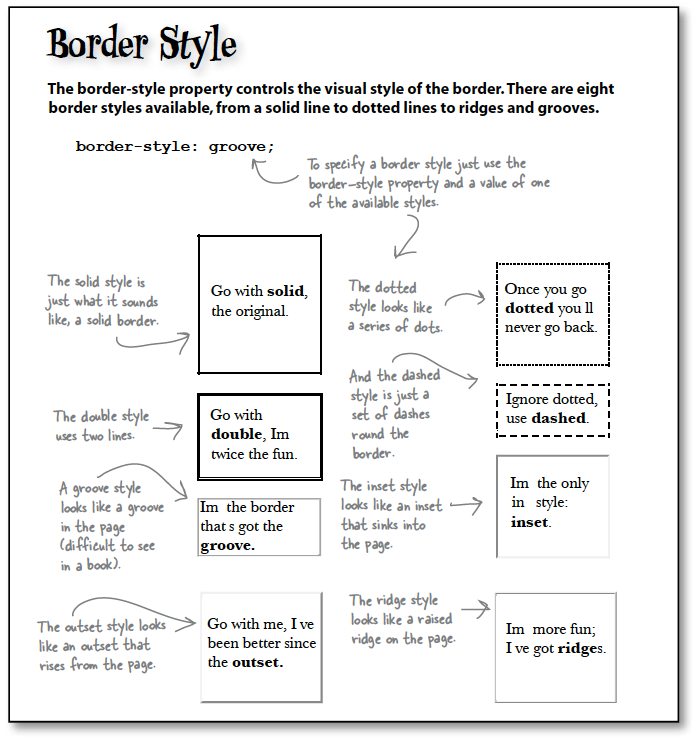 Border Style
The border-style property controls the visual style of the border. There are eight
border styles available, from a solid line to dotted lines to ridges and grooves.
border-style: groove;
To specify a border style just use the
border-style property and a value of one
of the available styles.
The solid style is
just what it sounds
like, a solid border.
Go with solid,
the original.
The dotted
style looks like
a series of dots.
Once you go
dotted you ll
never go back.
The double style
uses two lines.
Go with
double, Im
twice the fun.
And the dashed
style is just a
set of dashes
round the
border.
Ignore dotted,
use dashed.
A groove style
looks like a groove
in the page
(difficult to see
in a book).
Im the border
that s got the
groove.
The inset style
looks like an inset
that sinks into
the page.
Im the only
in style:
inset.
The outset style looks
like an outset that
rises from the page.
Go with me, I ve
been better since
the outset.
The ridge style
looks like a raised
ridge on the page.
Im more fun;
I ve got ridges.